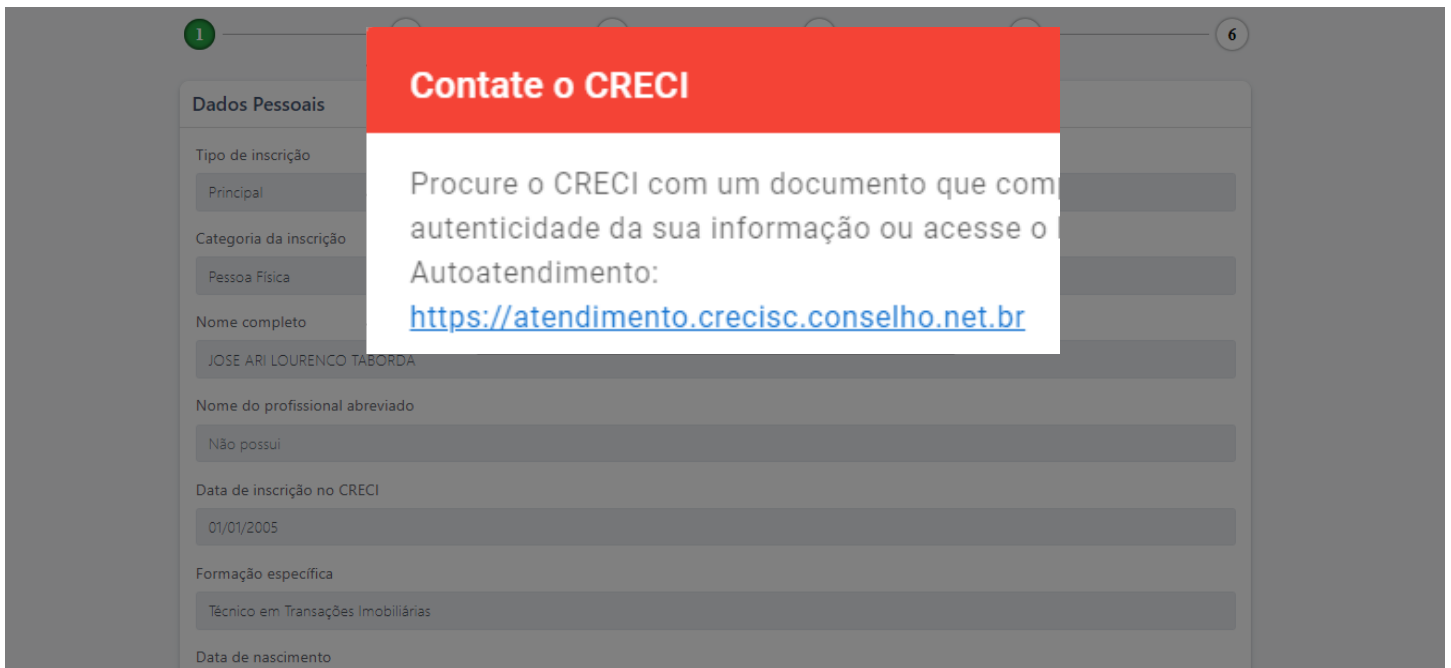 1
6
Dados Pessoais
Tipo de inscrição
Principal
Categoria da inscrição
Pessoa Física
Nome completo
JOSE ARI LOURENCO TABORDA
Nome do profissional abreviado
Não possui
Data de inscrição no CRECI
01/01/2005
Formação específica
Técnico em Transações Imobiliárias
Data de nascimento
Contate o CRECI
Procure o CRECI com um documento que
autenticidade da sua informação ou acesse o
Autoatendimento:
https://atendimento.crecisc.conselho.net.br